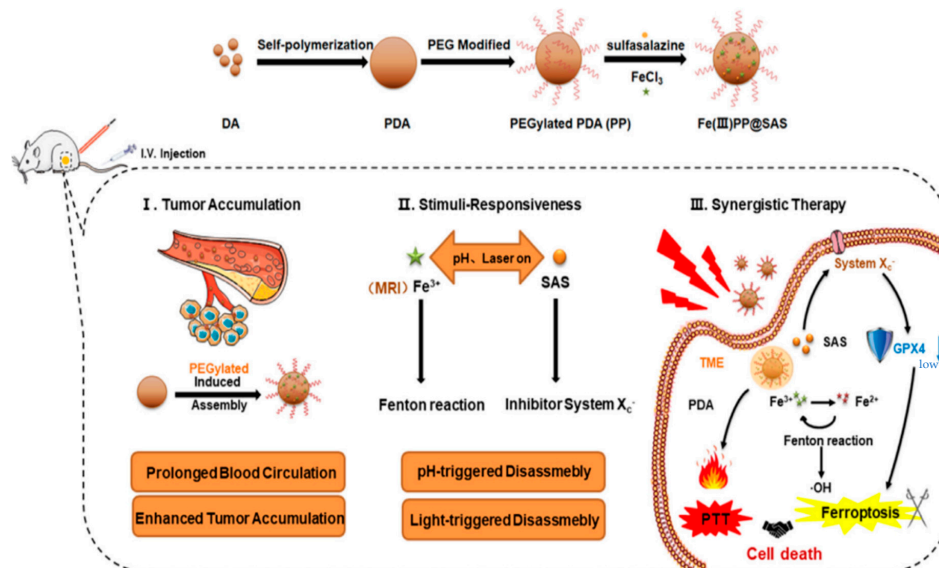 Self-polymerization
PEG Modified
sulfasalazine
FeCl3
DA
PDA
PEGylated PDA (PP)
Fe(Ⅲ)PP@SAS
I.V. Injection
Ⅰ. Tumor Accumulation
PEGylated
Induced
Assembly
Prolonged Blood Circulation
Enhanced Tumor Accumulation
Ⅱ. Stimuli-Responsiveness
pH、Laser on
(MRI) Fe3+
SAS
Fenton reaction
Inhibitor System Xc-
pH-triggered Disassmebly
Light-triggered Disassmebly
Ⅲ. Synergistic Therapy
System Xc-
SAS
GPX4
low
TME
PDA
Fe3+
Fe2+
Fenton reaction
·OH
PTT
Ferroptosis
Cell death